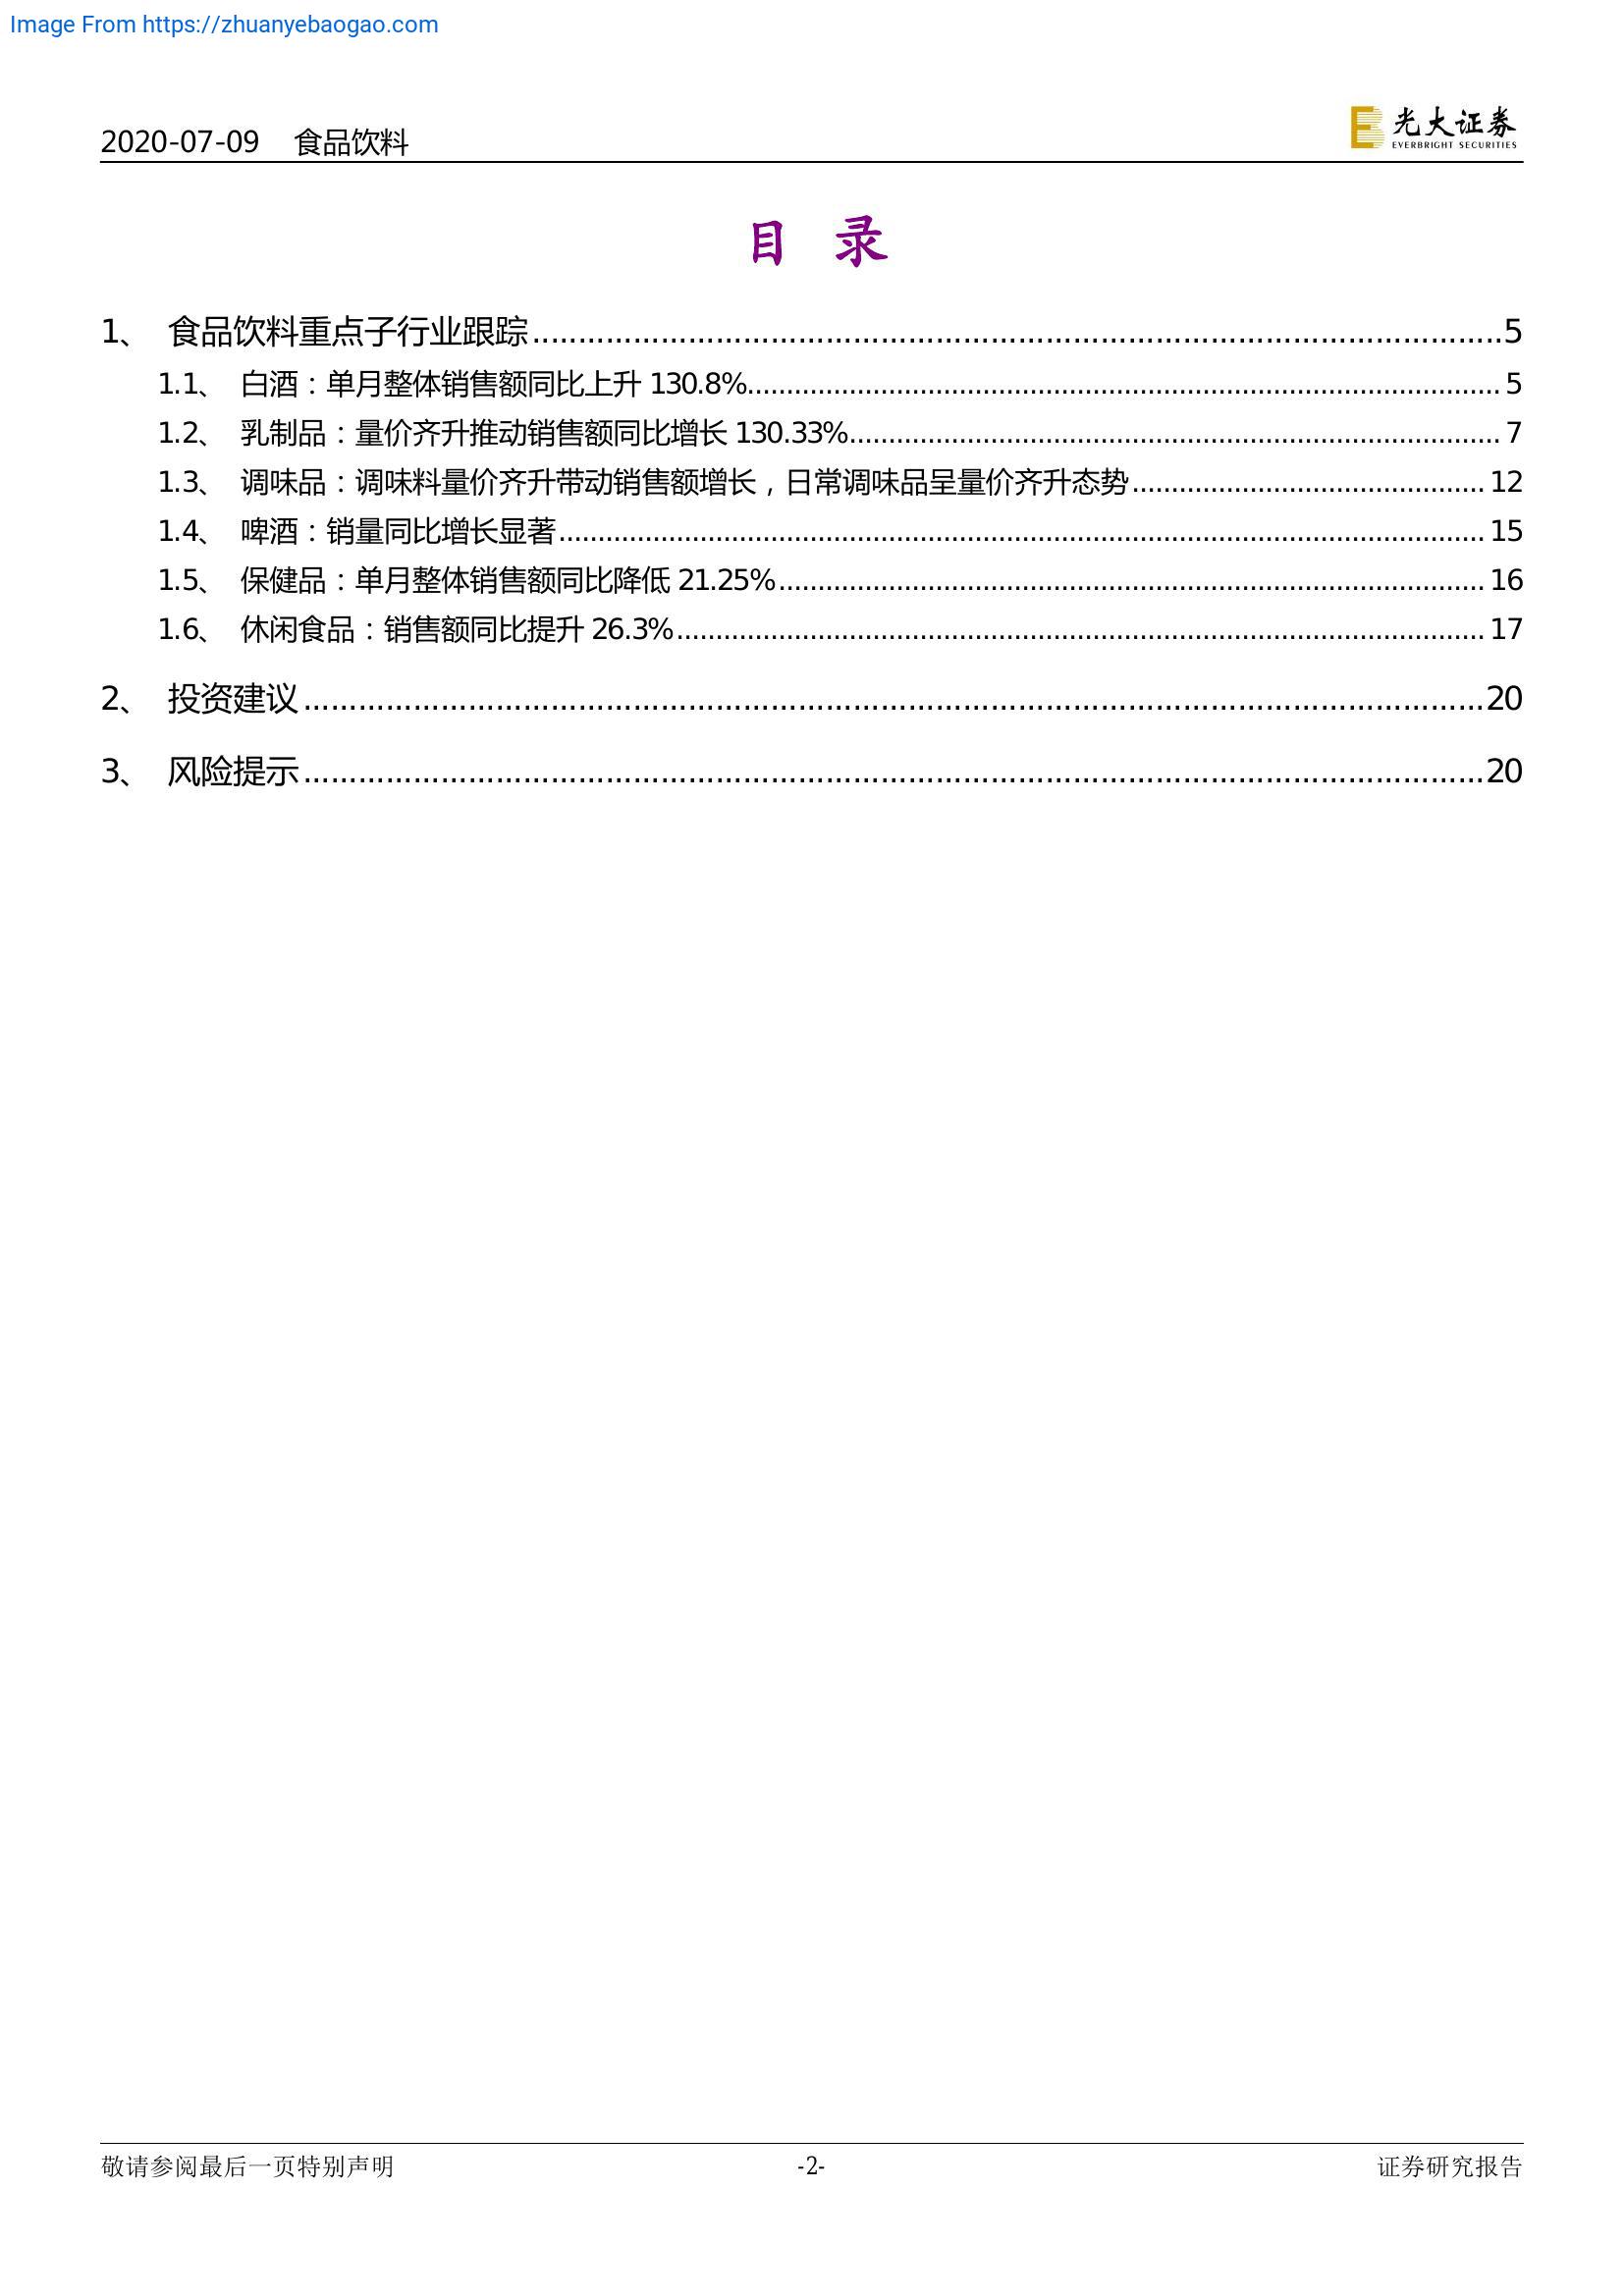 Image From https://zhuanyebaogao.com
2020-07-09 食品饮料
光大证券
EVERBRIGHT SECURITIES
目 录
1、 食品饮料重点子行业跟踪........................................................................................................5
1.1、 白酒：单月整体销售额同比上升 130.8%........................................................................................................ 5
1.2、 乳制品：量价齐升推动销售额同比增长 130.33%........................................................................................................ 7
1.3、 调味品：调味料量价齐升带动销售额增长，日常调味品呈量价齐升态势............................................. 12
1.4、 啤酒：销量同比增长显著........................................................................................................ 15
1.5、 保健品：单月整体销售额同比降低 21.25%........................................................................................ 16
1.6、 休闲食品：销售额同比提升 26.3%........................................................................................................ 17
2、 投资建议........................................................................................................20
3、 风险提示........................................................................................................20
敬请参阅最后一页特别声明 -2- 证券研究报告